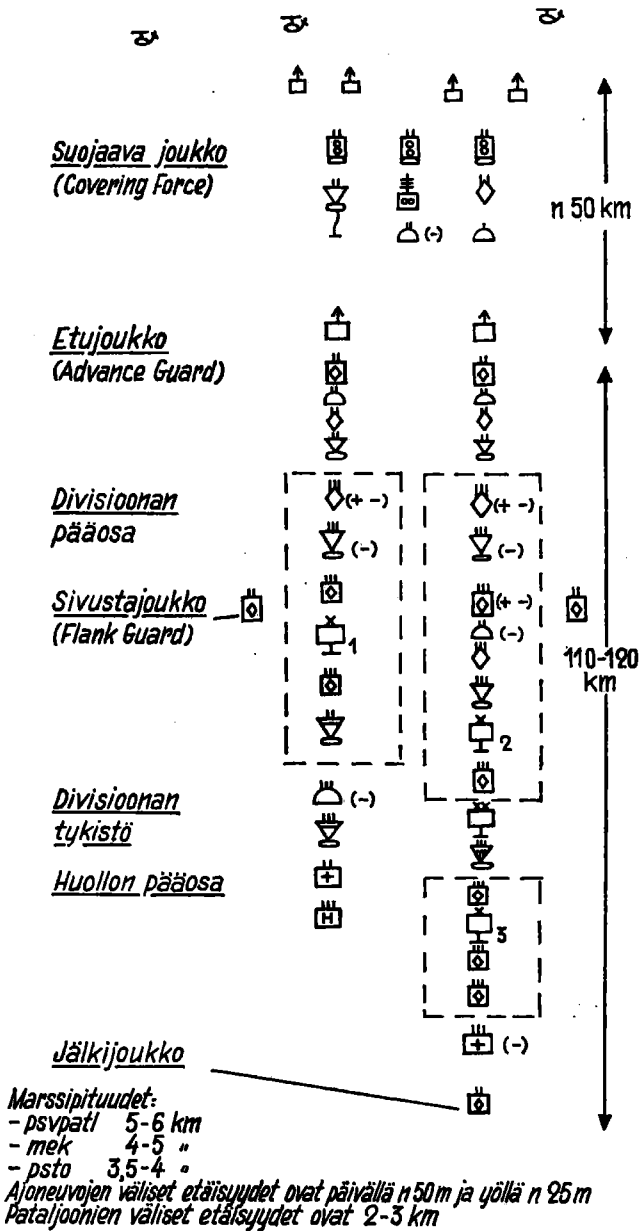 Suojaava joukko
(Covering Force)
(-)
n 50 km
Etujoukko
(Advance Guard)
Divisioonan
pääosa
(+ -)
(+ -)
(-)
(-)
Sivustajoukko
(Flank Guard)
(+ -)
(-)
1
110-120
km
2
Divisioonan
tykistö
(-)
Huollon pääosa
H
3
(-)
Jälkijoukko
Marssipituudet:
- psvpatl 5-6 km
- mek 4-5 "
- psto 3,5-4 "
Ajoneuvojen väliset etäisyydet ovat päivällä n 50 m ja yöllä n 25 m
Pataljoonien väliset etäisyydet ovat 2-3 km